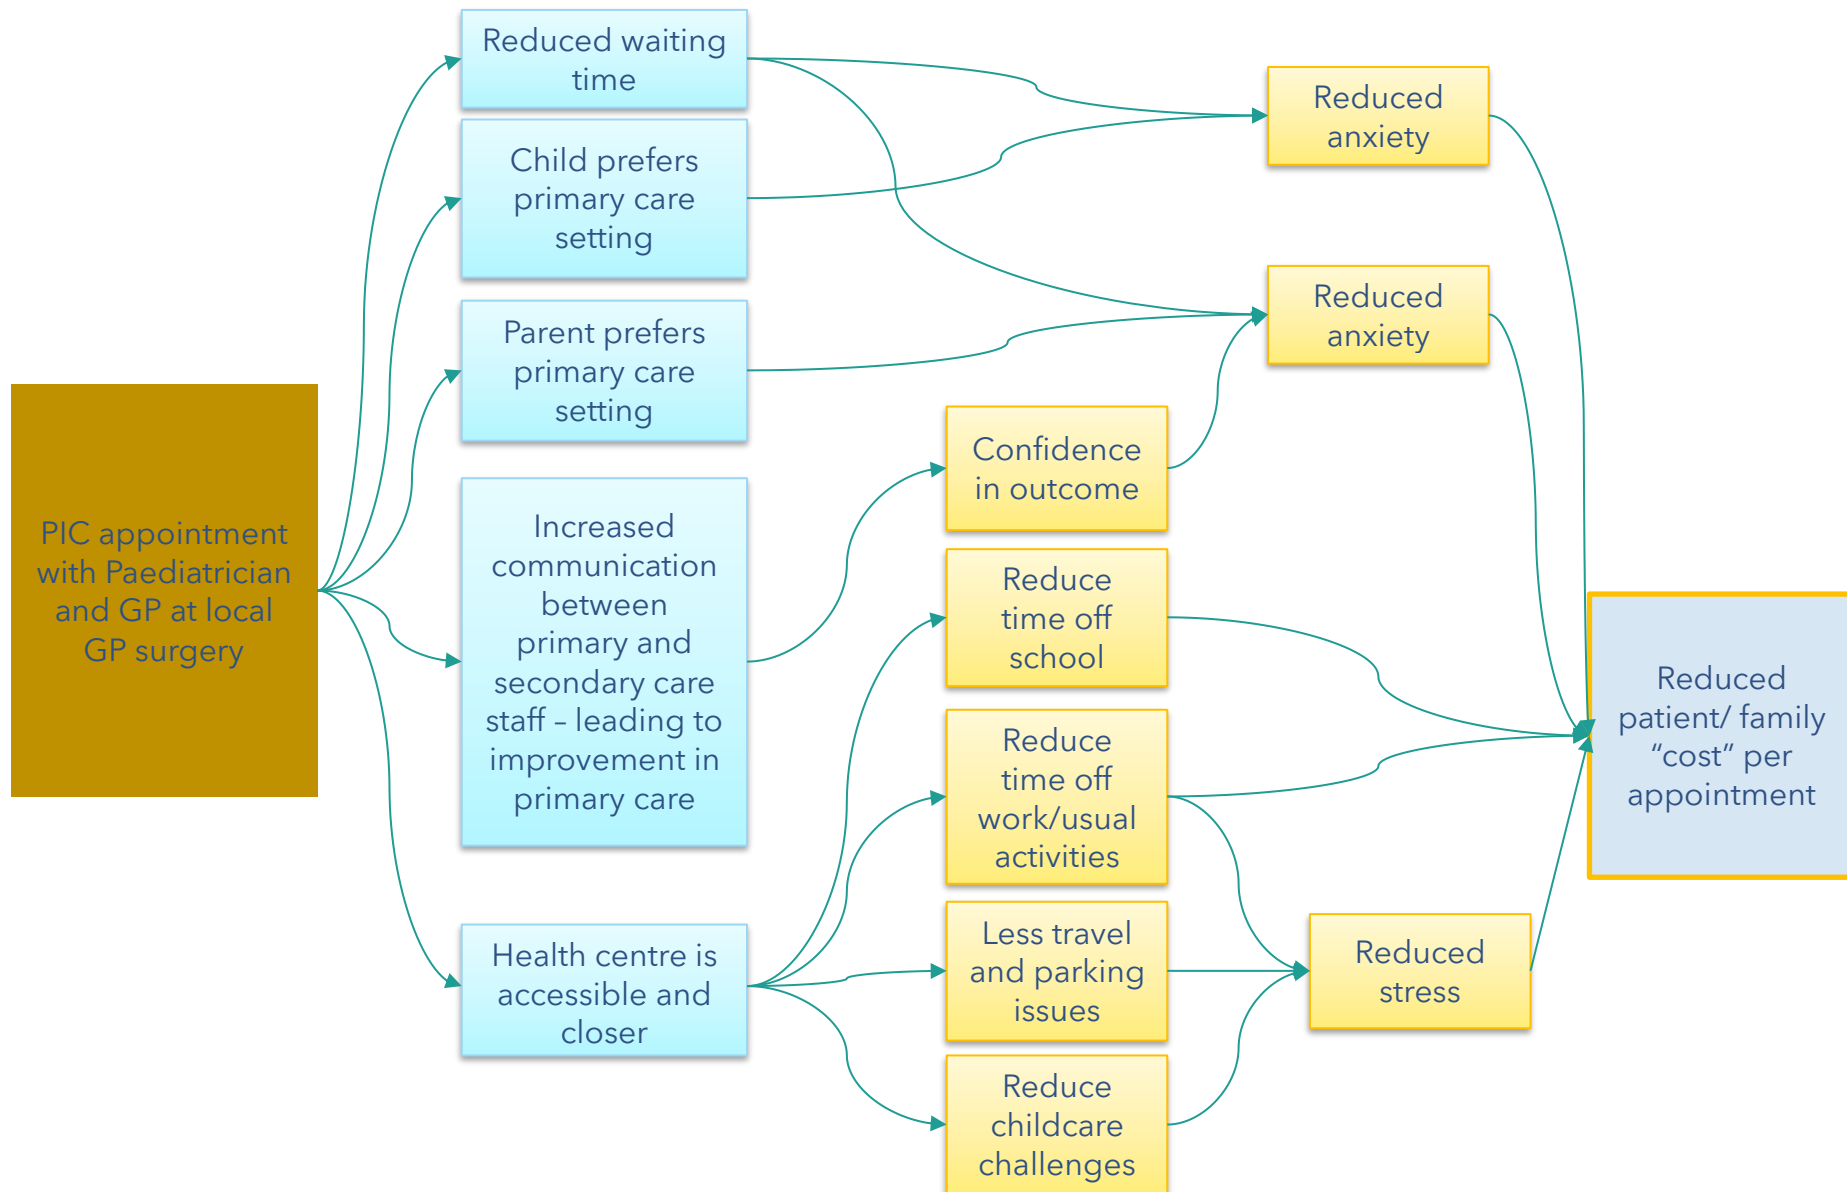 PIC appointment
with Paediatrician
and GP at local
GP surgery
Reduced waiting
time
Child prefers
primary care
setting
Parent prefers
primary care
setting
Increased
communication
between
primary and
secondary care
staff – leading to
improvement in
primary care
Health centre is
accessible and
closer
Confidence
in outcome
Reduce
time off
school
Reduce
time off
work/usual
activities
Less travel
and parking
issues
Reduce
childcare
challenges
Reduced
anxiety
Reduced
anxiety
Reduced
stress
Reduced
patient/ family
“cost” per
appointment